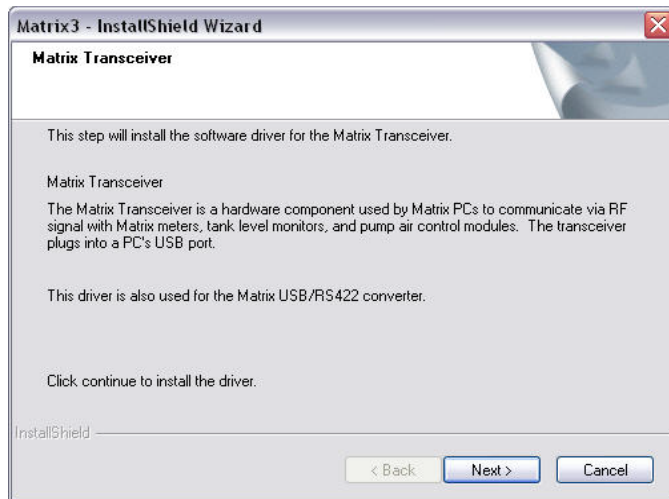 Matrix3 - InstallShield Wizard
Matrix Transceiver
This step will install the software driver for the Matrix Transceiver.
Matrix Transceiver
The Matrix Transceiver is a hardware component used by Matrix PCs to communicate via RF
signal with Matrix meters, tank level monitors, and pump air control modules.  The transceiver
plugs into a PC's USB port.
This driver is also used for the Matrix USB/RS422 converter.
Click continue to install the driver.
InstallShield
< Back Next > Cancel